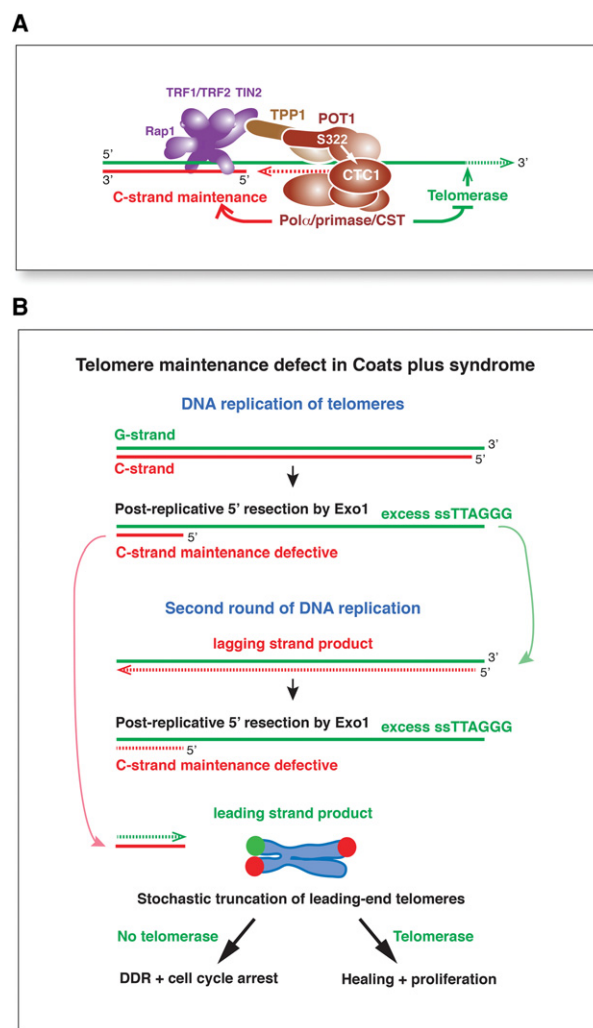 A
TRF1/TRF2 TIN2
TPP1
POT1
Rap1
S322
5’
3’
CTC1
3’
5’
C-strand maintenance
Telomerase
Polα/primase/CST
B
Telomere maintenance defect in Coats plus syndrome
DNA replication of telomeres
G-strand
3’
5’
C-strand
Post-replicative 5’ resection by Exo1
excess ssTTAGGG
5’
C-strand maintenance defective
Second round of DNA replication
lagging strand product
3’
5’
Post-replicative 5’ resection by Exo1
excess ssTTAGGG
5’
C-strand maintenance defective
leading strand product
Stochastic truncation of leading-end telomeres
No telomerase
Telomerase
DDR + cell cycle arrest
Healing + proliferation